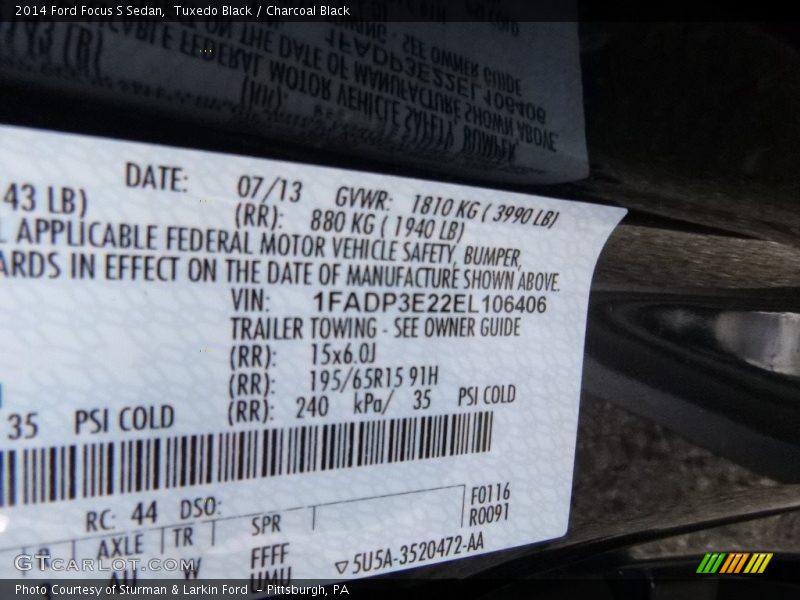 2014 Ford Focus S Sedan, Tuxedo Black / Charcoal Black
1FADP3E22EL106406
DATE: 07/13 GVWR: 1810 KG ( 3990 LB)
43 LB) (RR): 880 KG ( 1940 LB)
L APPLICABLE FEDERAL MOTOR VEHICLE SAFETY, BUMPER,
ARDS IN EFFECT ON THE DATE OF MANUFACTURE SHOWN ABOVE.
VIN: 1FADP3E22EL106406
TRAILER TOWING - SEE OWNER GUIDE
(RR): 15x6.0J
(RR): 195/65R15 91H
35 PSI COLD (RR): 240 kPa/ 35 PSI COLD
RC: 44 DSO:
F0116
R0091
AXLE TR SPR
W FFFF
UMU
5U5A-3520472-AA
GTCarLot.com
Photo Courtesy of Sturman & Larkin Ford - Pittsburgh, PA